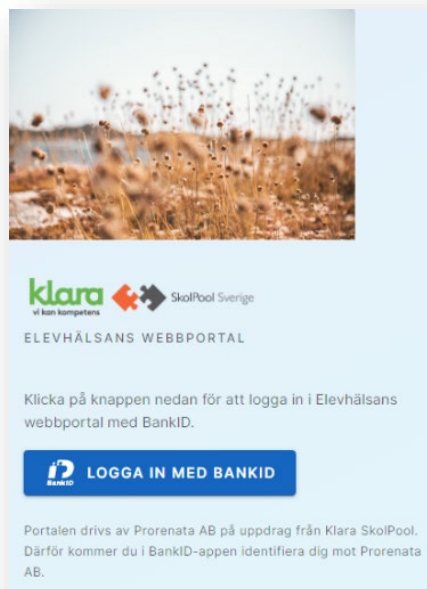 klara
vi kan kompetens
SkolPool Sverige
ELEVHÄLSANS WEBBPORTAL
Klicka på knappen nedan för att logga in i Elevhälsans
webbportal med BankID.
BankID
LOGGA IN MED BANKID
Portalen drivs av Prorenata AB på uppdrag från Klara SkolPool.
Därför kommer du i BankID-appen identifiera dig mot Prorenata
AB.